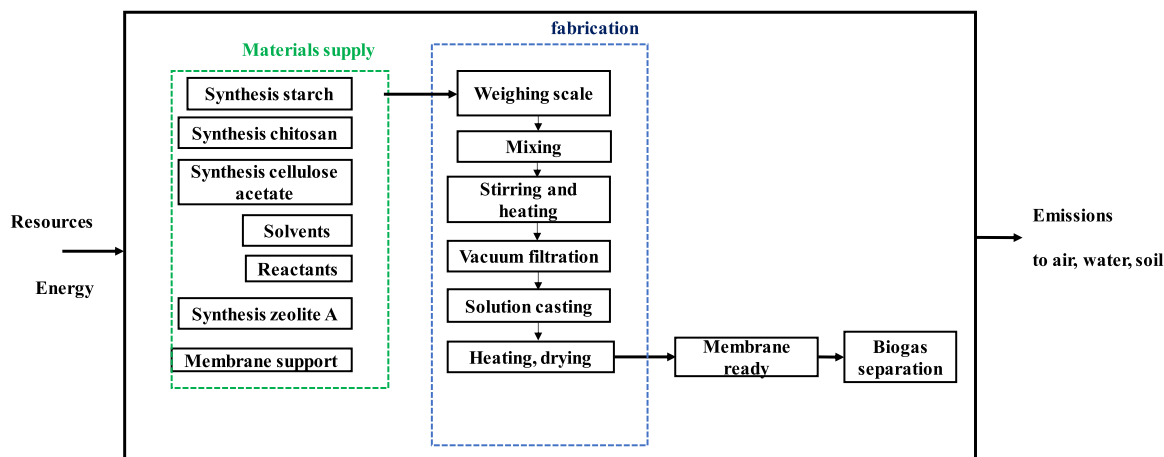 fabrication
Materials supply
Synthesis starch
Synthesis chitosan
Synthesis cellulose
acetate
Solvents
Reactants
Synthesis zeolite A
Membrane support
Weighing scale
Mixing
Stirring and
heating
Vacuum filtration
Solution casting
Heating, drying
Membrane
ready
Biogas
separation
Resources
Energy
Emissions
to air, water, soil